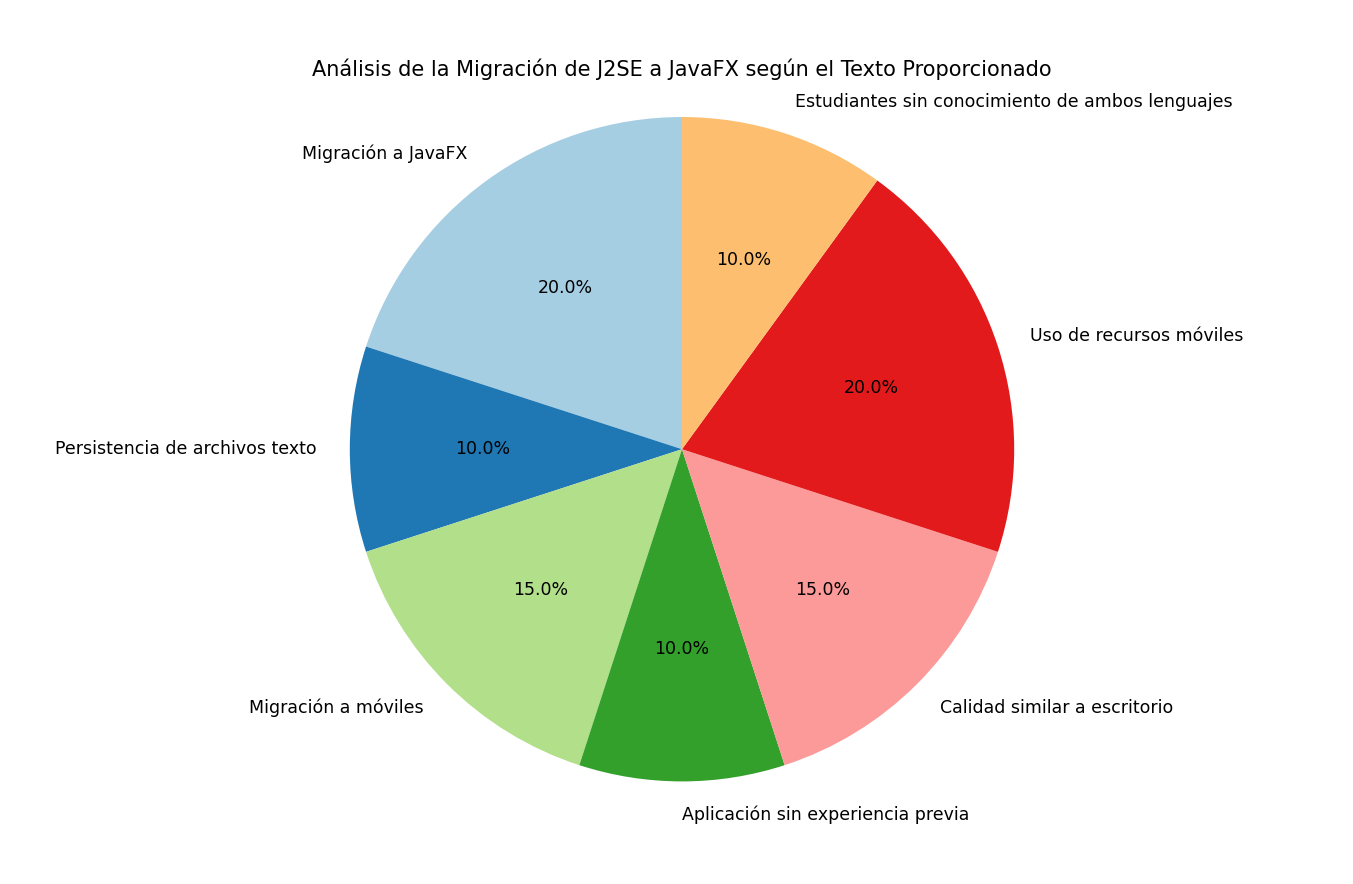 Análisis de la Migración de J2SE a JavaFX según el Texto Proporcionado
Estudiantes sin conocimiento de ambos lenguajes
Migración a JavaFX
10.0%
20.0%
Uso de recursos móviles
20.0%
Persistencia de archivos texto
10.0%
15.0%
15.0%
10.0%
Migración a móviles
Calidad similar a escritorio
Aplicación sin experiencia previa